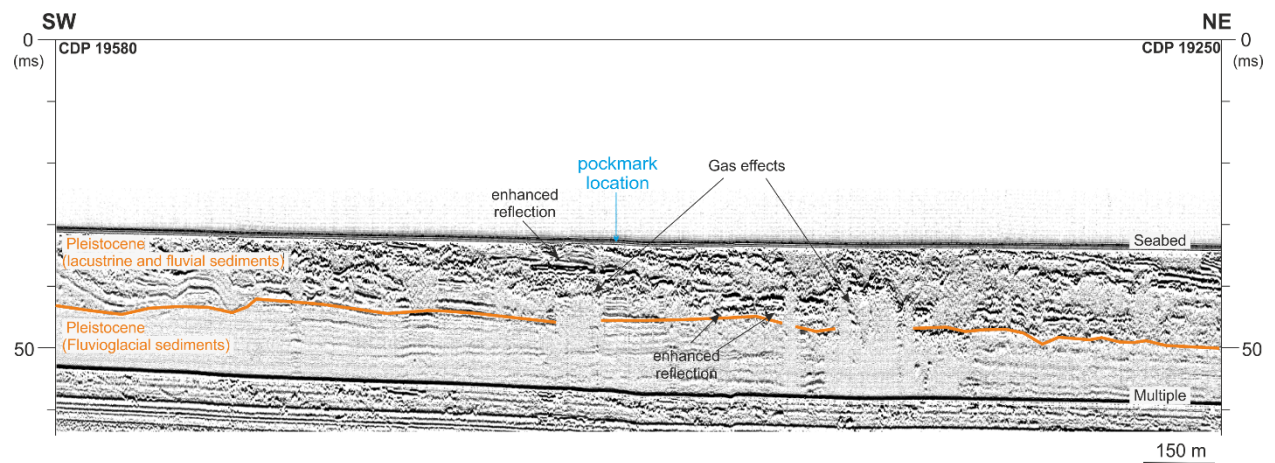 SW
NE
0
0
(ms)
CDP 19580
CDP 19250
(ms)
pockmark
location
Gas effects
enhanced
reflection
Seabed
Pleistocene
(lacustrine and fluvial sediments)
Pleistocene
(Fluvioglacial sediments)
50
50
enhanced
reflection
Multiple
150 m